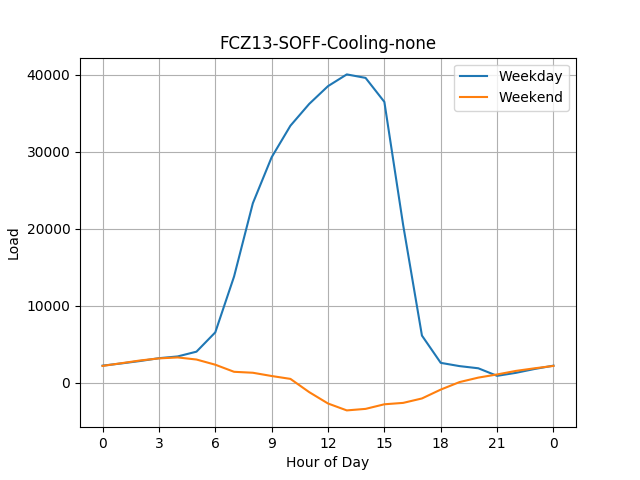 FCZ13-SOFF-Cooling-none
Weekday
Weekend
Load
40000
30000
20000
10000
0
0 3 6 9 12 15 18 21 0
Hour of Day